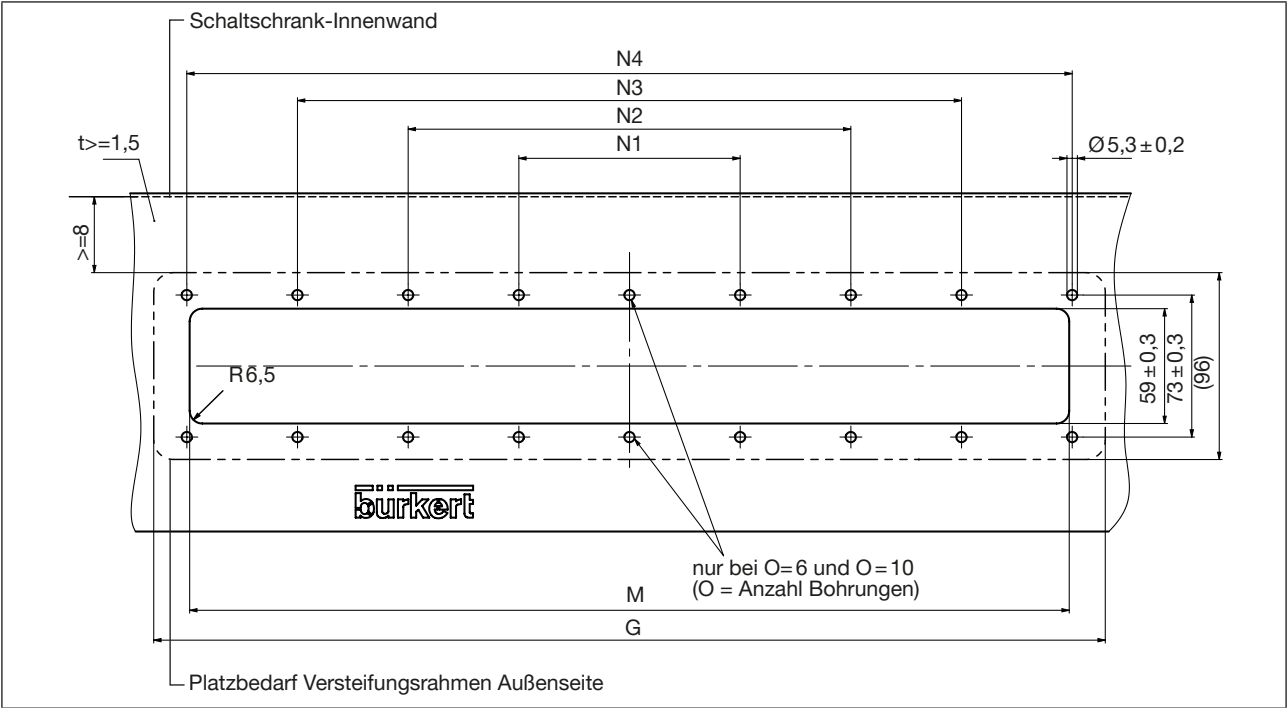 Schaltschrank-Innenwand
N4
N3
N2
N1
t>=1,5
Ø5,3±0,2
>=8
R6,5
59±0,3
73±0,3
(96)
bürkert
nur bei O=6 und O=10
(O = Anzahl Bohrungen)
M
G
Platzbedarf Versteifungsrahmen Außenseite